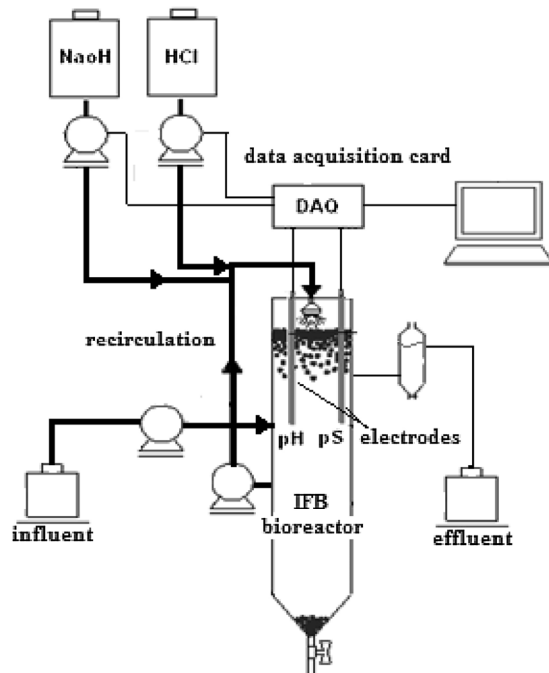 NaoH
HCl
data acquisition card
DAQ
recirculation
pH
pS
electrodes
IFB
bioreactor
influent
effluent